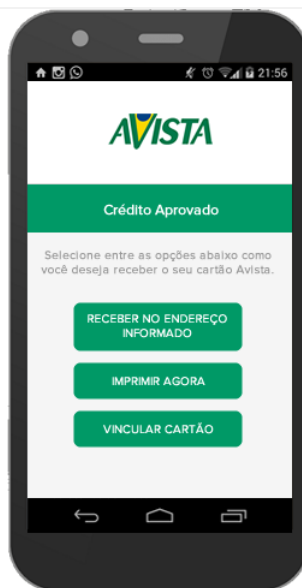 21:56
AVISTA
Crédito Aprovado
Selecione entre as opções abaixo como
você deseja receber o seu cartão Avista.
RECEBER NO ENDEREÇO
INFORMADO
IMPRIMIR AGORA
VINCULAR CARTÃO